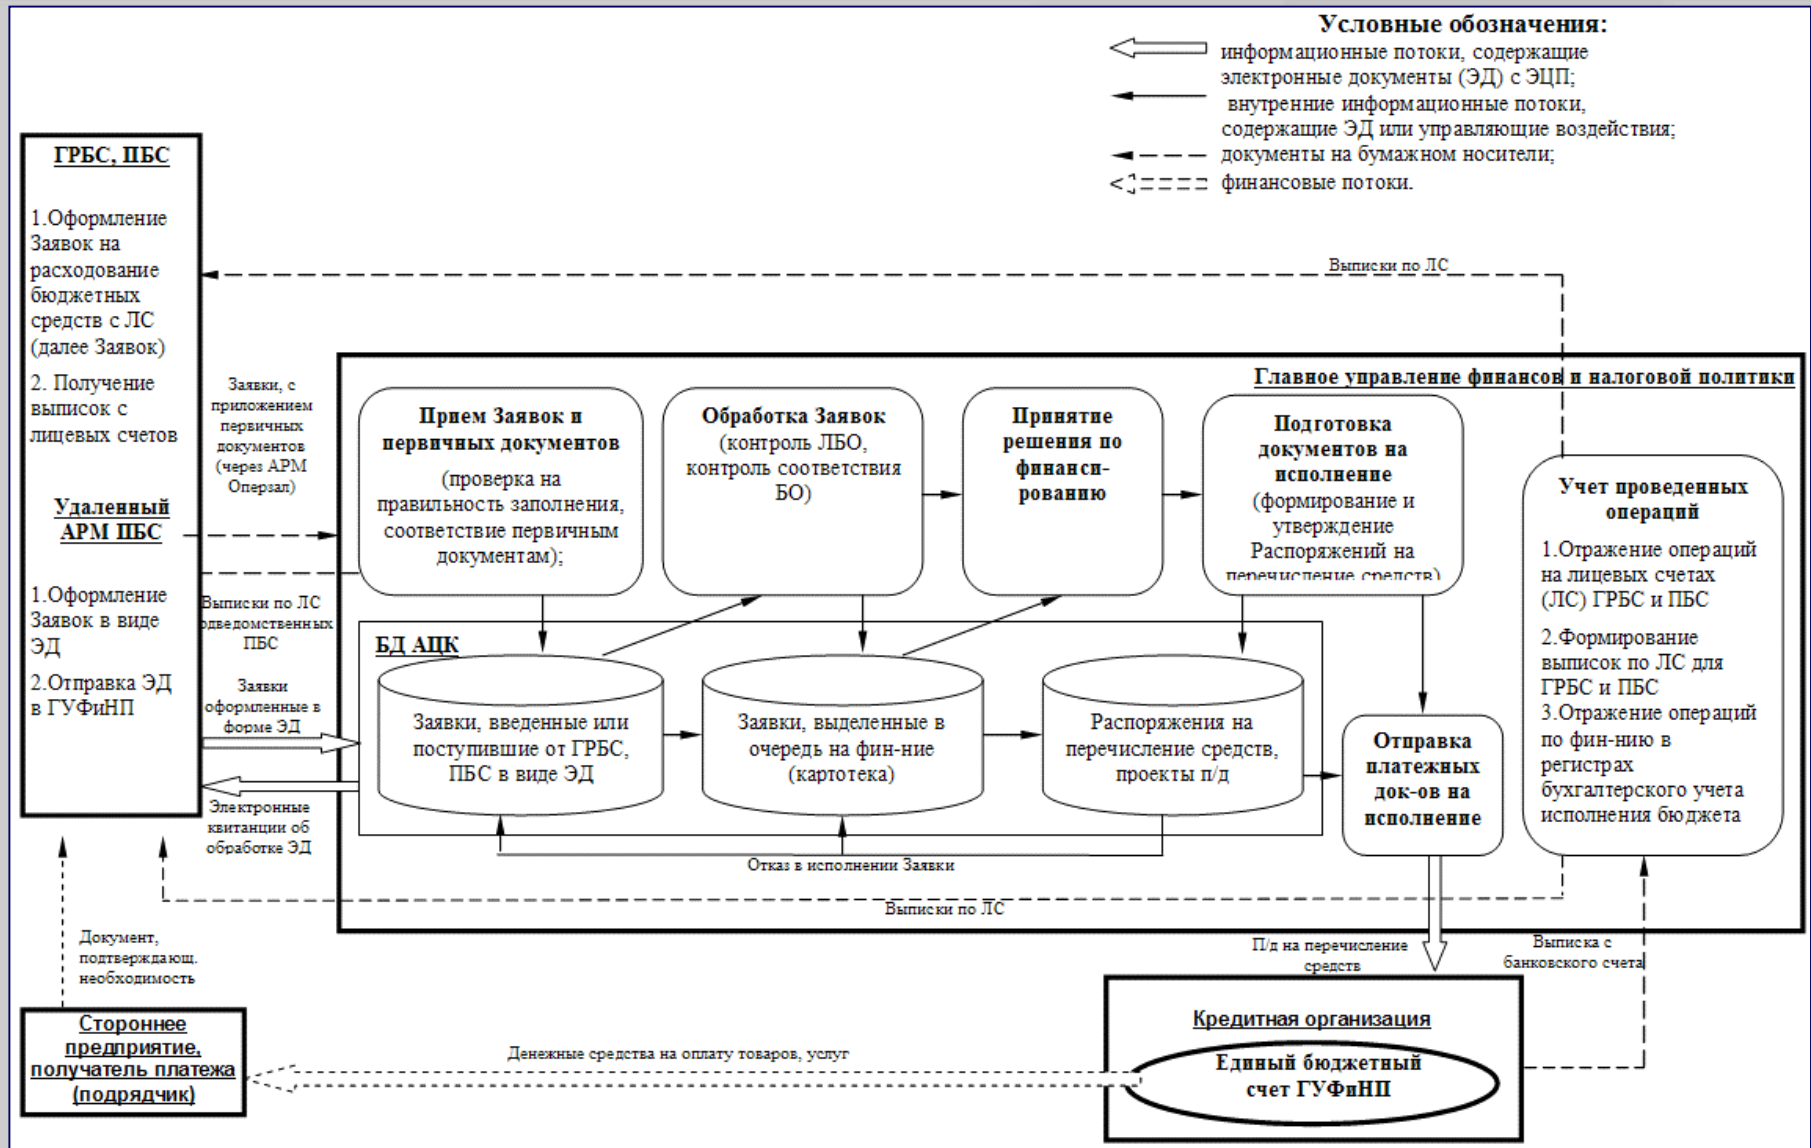 Условные обозначения:
информационные потоки, содержащие
электронные документы (ЭД) с ЭЦП;
внутренние информационные потоки,
содержащие ЭД или управляющие воздействия;
документы на бумажном носители;
финансовые потоки.
ГРБС, ПБС
1.Оформление
Заявок на
расходование
бюджетных
средств с ЛС
(далее Заявок)
2. Получение
выписок с
лицевых счетов
Удаленный
АРМ ПБС
1.Оформление
Заявок в виде
ЭД
2.Отправка ЭД
в ГУФиНП
Выписки по ЛС
Заявки, с
приложением
первичных
документов
(через АРМ
Оперзал)
Выписки по ЛС
одведомственных
ПБС
Заявки
оформленные в
форме ЭД
Электронные
квитанции об
обработке ЭД
Главное управление финансов и налоговой политики
Прием Заявок и
первичных документов
(проверка на
правильность заполнения,
соответствие первичным
документам);
Обработка Заявок
(контроль ЛБО,
контроль соответствия
БО)
Принятие
решения по
финанси-
рованию
Подготовка
документов на
исполнение
(формирование и
утверждение
Распоряжений на
перечисление средств)
Учет проведенных
операций
1.Отражение операций
на лицевых счетах
(ЛС) ГРБС и ПБС
2.Формирование
выписок по ЛС для
ГРБС и ПБС
3.Отражение операций
по фин-нию в
регистрах
бухгалтерского учета
исполнения бюджета
БД АЦК
Заявки, введенные или
поступившие от ГРБС,
ПБС в виде ЭД
Заявки, выделенные в
очередь на фин-ние
(картотека)
Распоряжения на
перечисление средств,
проекты п/д
Отправка
платежных
док-ов на
исполнение
Отказ в исполнении Заявки
Выписки по ЛС
Документ,
подтверждающ.
необходимость
П/д на перечисление
средств
Выписка с
банковского счета
Стороннее
предприятие,
получатель платежа
(подрядчик)
Денежные средства на оплату товаров, услуг
Кредитная организация
Единый бюджетный
счет ГУФиНП